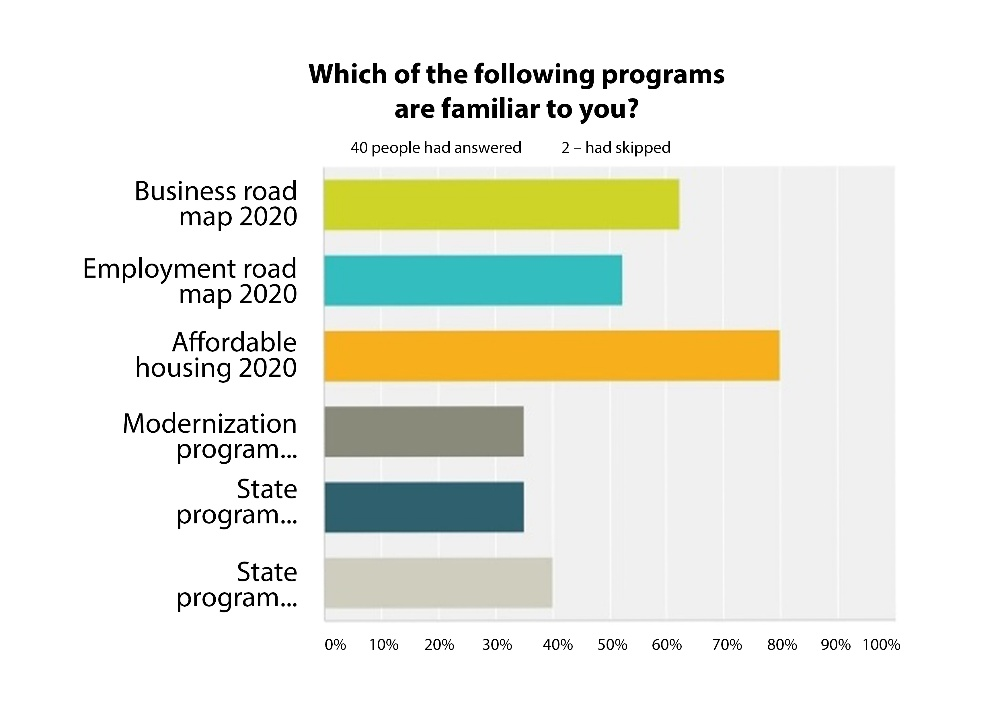 Which of the following programs
are familiar to you?
40 people had answered 2 – had skipped
Business road
map 2020
Employment road
map 2020
Affordable
housing 2020
Modernization
program...
State
program...
State
program...
0% 10% 20% 30% 40% 50% 60% 70% 80% 90% 100%